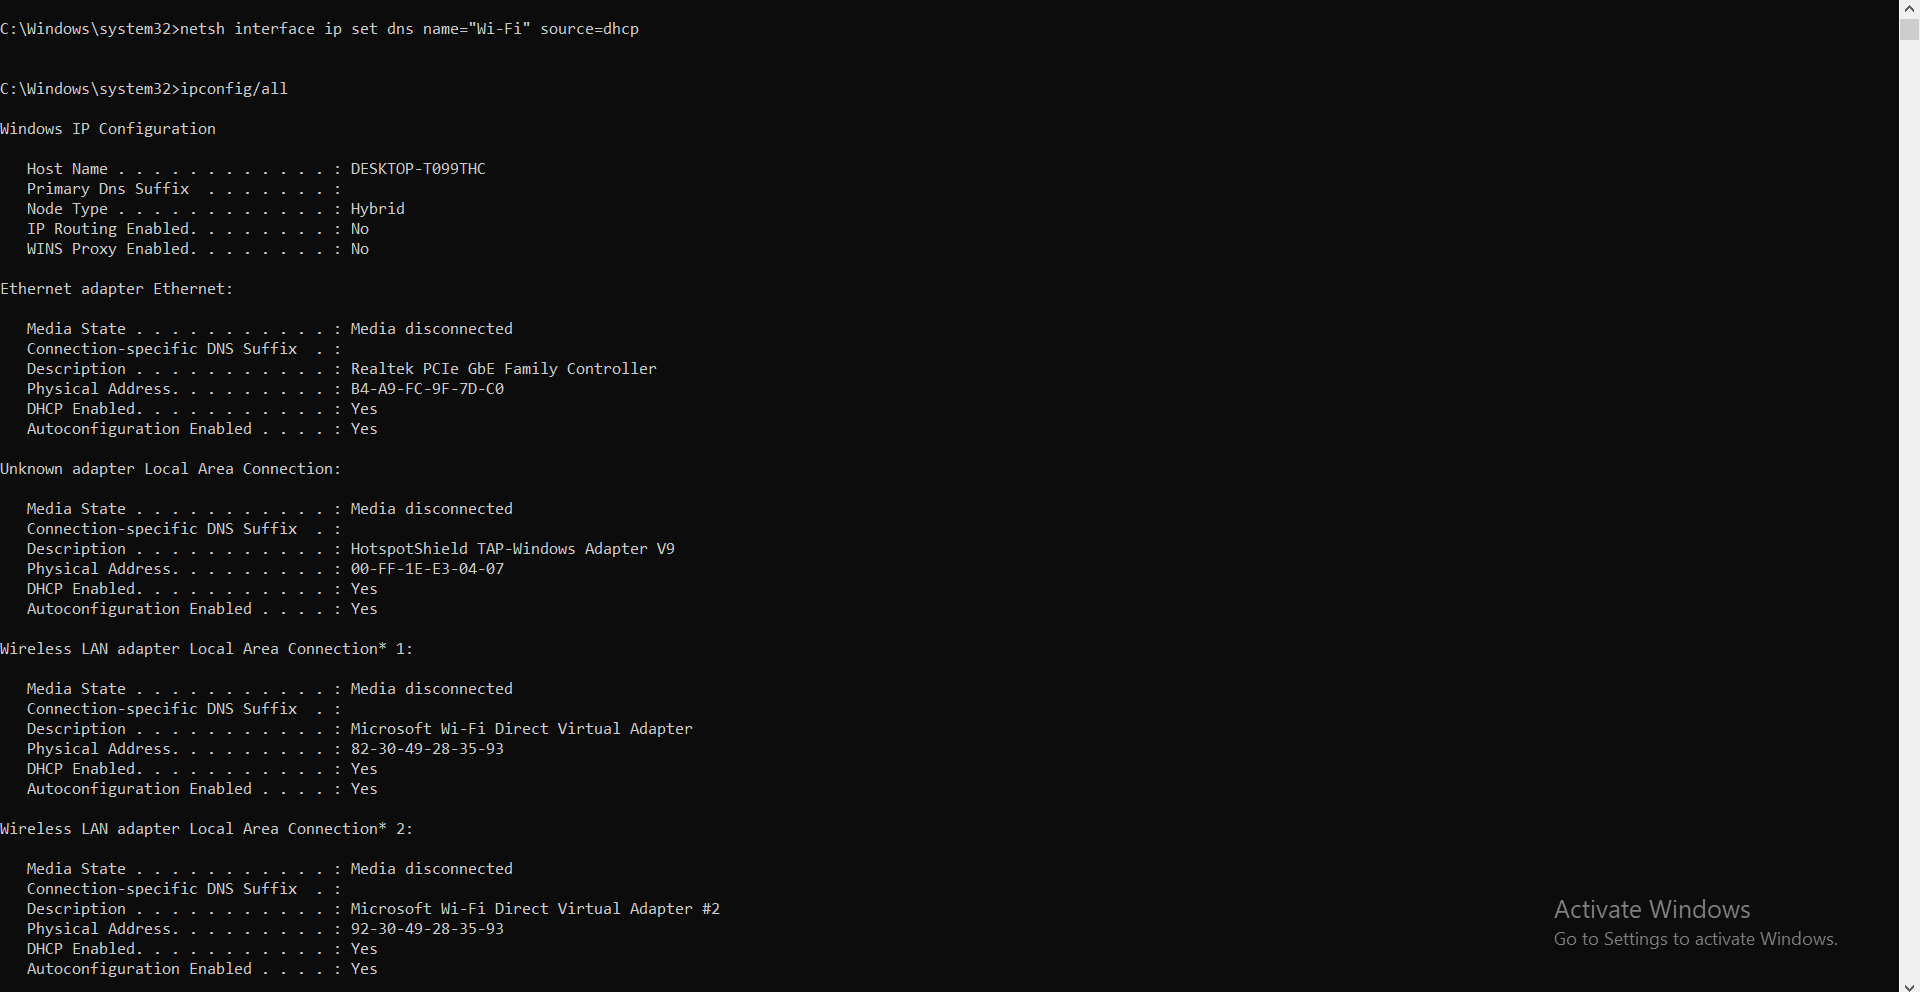 C:\Windows\system32>netsh interface ip set dns name="Wi-Fi" source=dhcp
C:\Windows\system32>ipconfig/all
Windows IP Configuration
   Host Name . . . . . . . . . . . . : DESKTOP-T099THC
   Primary Dns Suffix  . . . . . . . :
   Node Type . . . . . . . . . . . . : Hybrid
   IP Routing Enabled. . . . . . . . : No
   WINS Proxy Enabled. . . . . . . . : No
Ethernet adapter Ethernet:
   Media State . . . . . . . . . . . : Media disconnected
   Connection-specific DNS Suffix  . :
   Description . . . . . . . . . . . : Realtek PCIe GbE Family Controller
   Physical Address. . . . . . . . . : B4-A9-FC-9F-7D-C0
   DHCP Enabled. . . . . . . . . . . : Yes
   Autoconfiguration Enabled . . . . : Yes
Unknown adapter Local Area Connection:
   Media State . . . . . . . . . . . : Media disconnected
   Connection-specific DNS Suffix  . :
   Description . . . . . . . . . . . : HotspotShield TAP-Windows Adapter V9
   Physical Address. . . . . . . . . : 00-FF-1E-E3-04-07
   DHCP Enabled. . . . . . . . . . . : Yes
   Autoconfiguration Enabled . . . . : Yes
Wireless LAN adapter Local Area Connection* 1:
   Media State . . . . . . . . . . . : Media disconnected
   Connection-specific DNS Suffix  . :
   Description . . . . . . . . . . . : Microsoft Wi-Fi Direct Virtual Adapter
   Physical Address. . . . . . . . . : 82-30-49-28-35-93
   DHCP Enabled. . . . . . . . . . . : Yes
   Autoconfiguration Enabled . . . . : Yes
Wireless LAN adapter Local Area Connection* 2:
   Media State . . . . . . . . . . . : Media disconnected
   Connection-specific DNS Suffix  . :
   Description . . . . . . . . . . . : Microsoft Wi-Fi Direct Virtual Adapter #2
   Physical Address. . . . . . . . . : 92-30-49-28-35-93
   DHCP Enabled. . . . . . . . . . . : Yes
   Autoconfiguration Enabled . . . . : Yes
Activate Windows
Go to Settings to activate Windows.